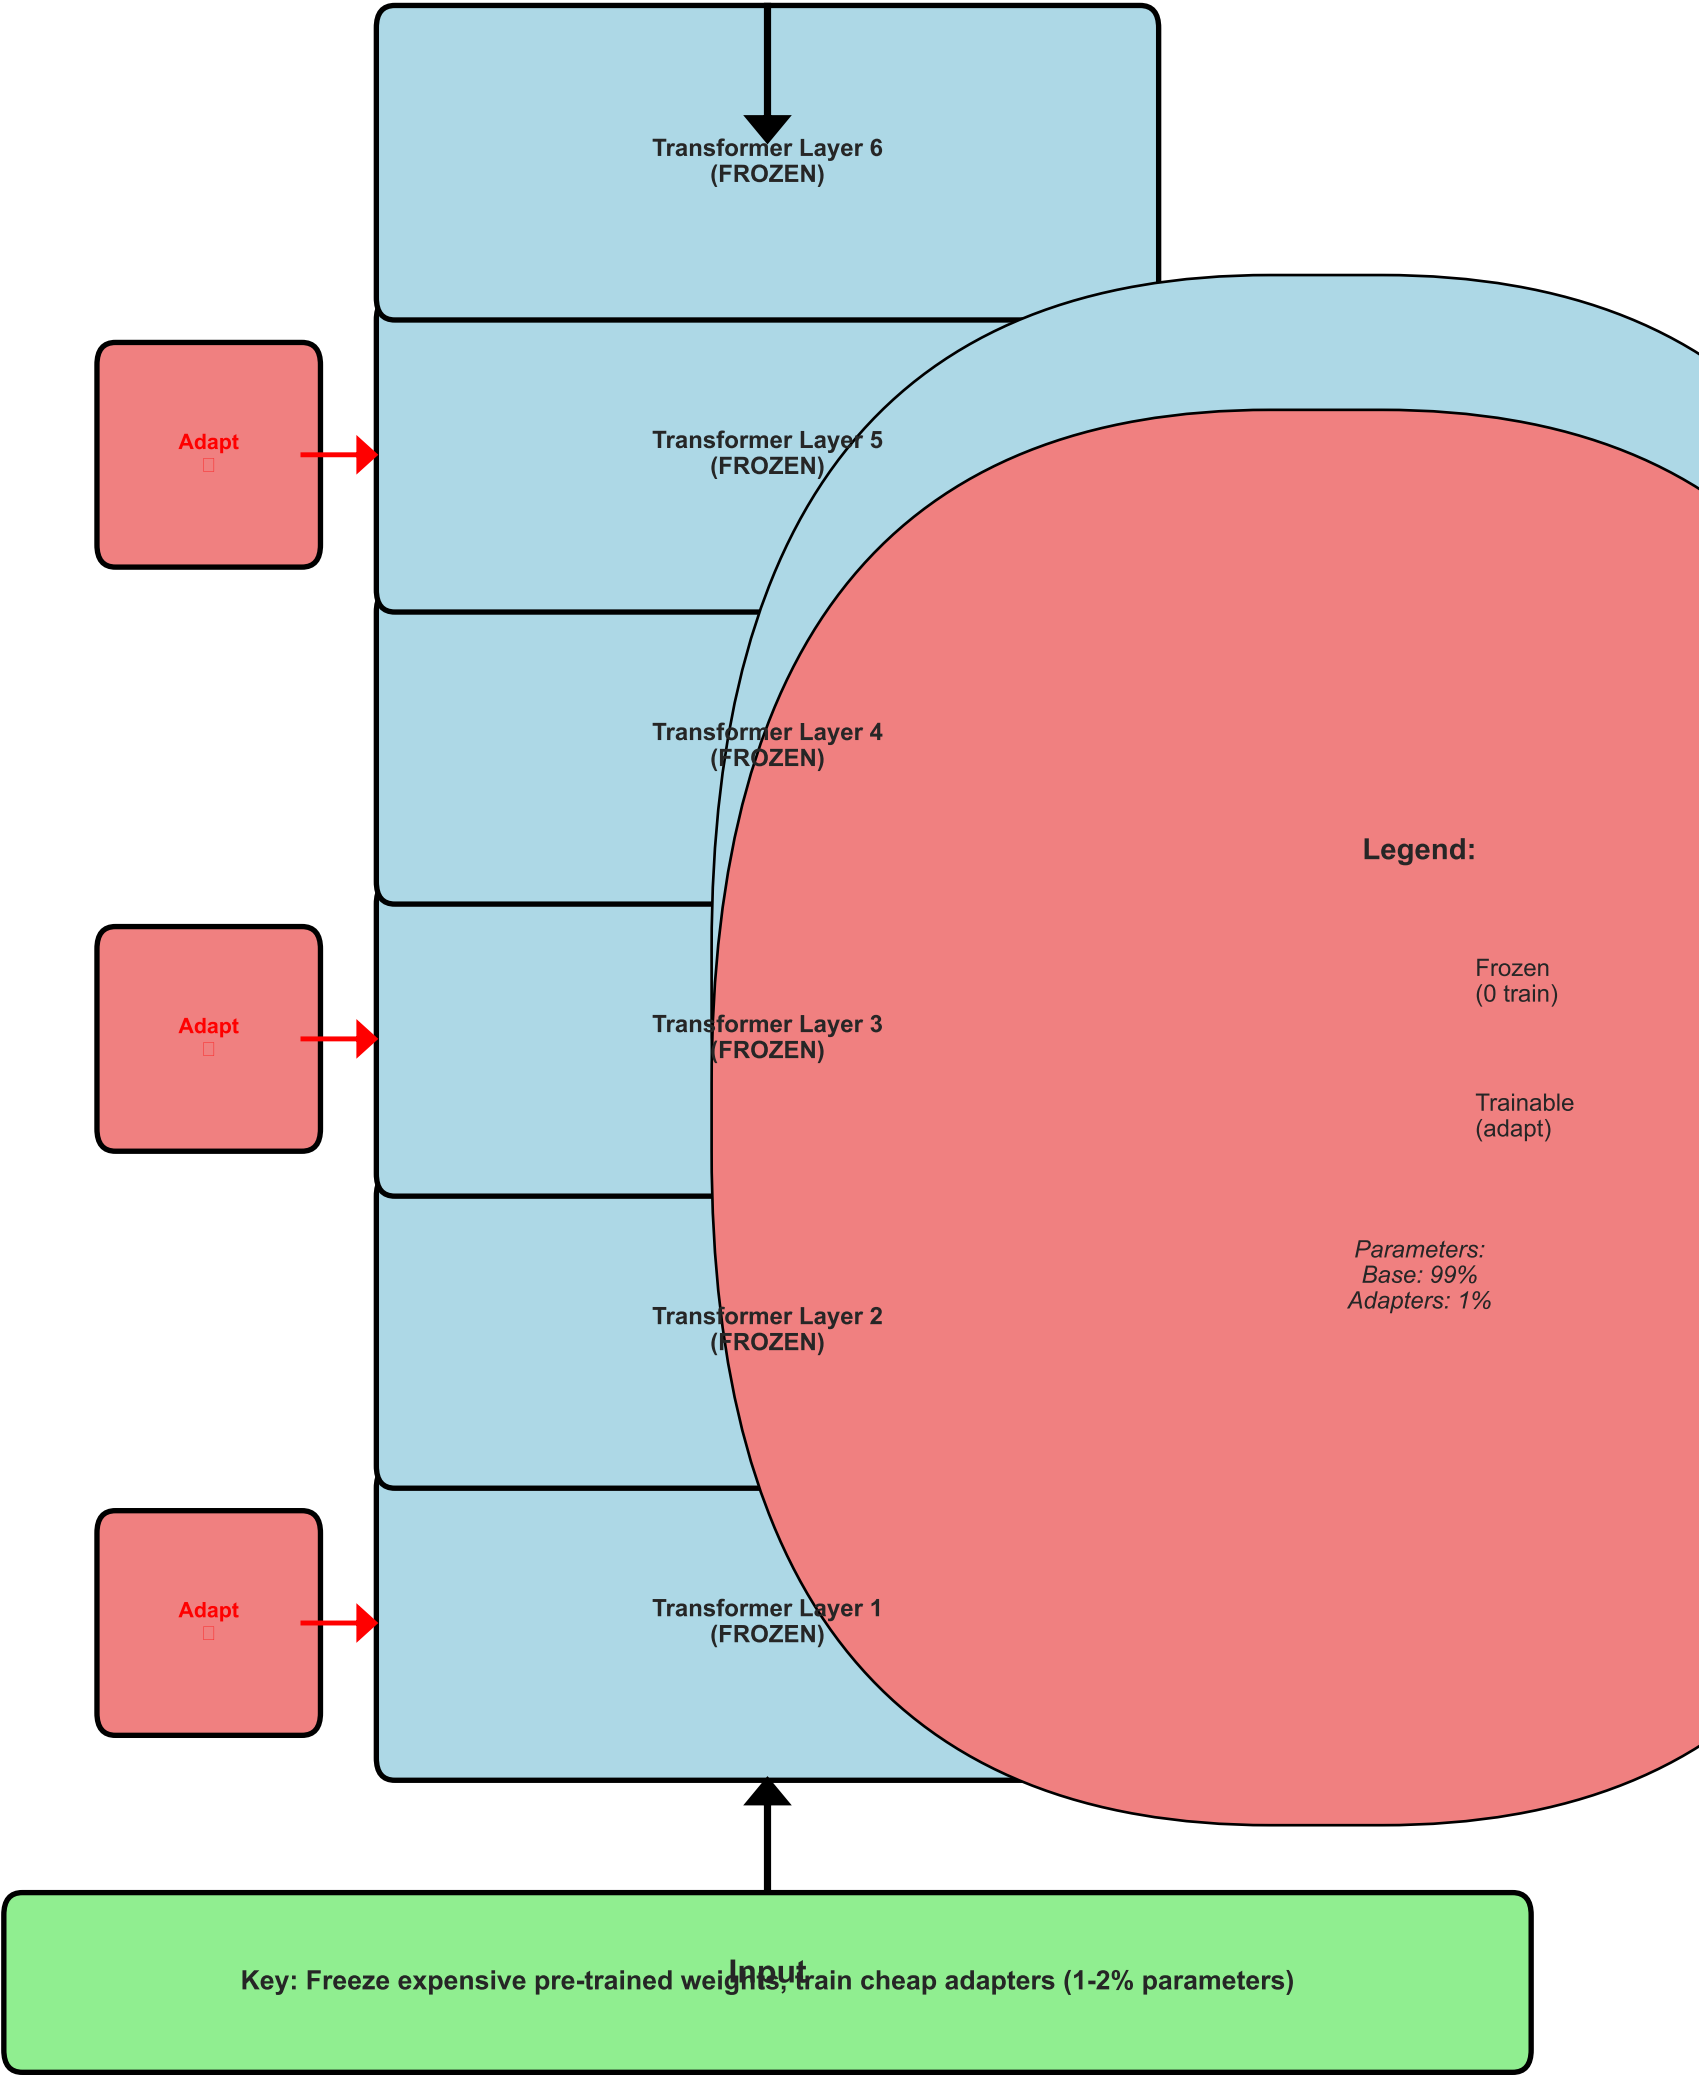 Transformer Layer 6
(FROZEN)
Adapt
Transformer Layer 5
(FROZEN)
Transformer Layer 4
(FROZEN)
Legend:
Frozen
(0 train)
Adapt
Transformer Layer 3
(FROZEN)
Trainable
(adapt)
Parameters:
Base: 99%
Adapters: 1%
Transformer Layer 2
(FROZEN)
Adapt
Transformer Layer 1
(FROZEN)
Input
Key: Freeze expensive pre-trained weights, train cheap adapters (1-2% parameters)